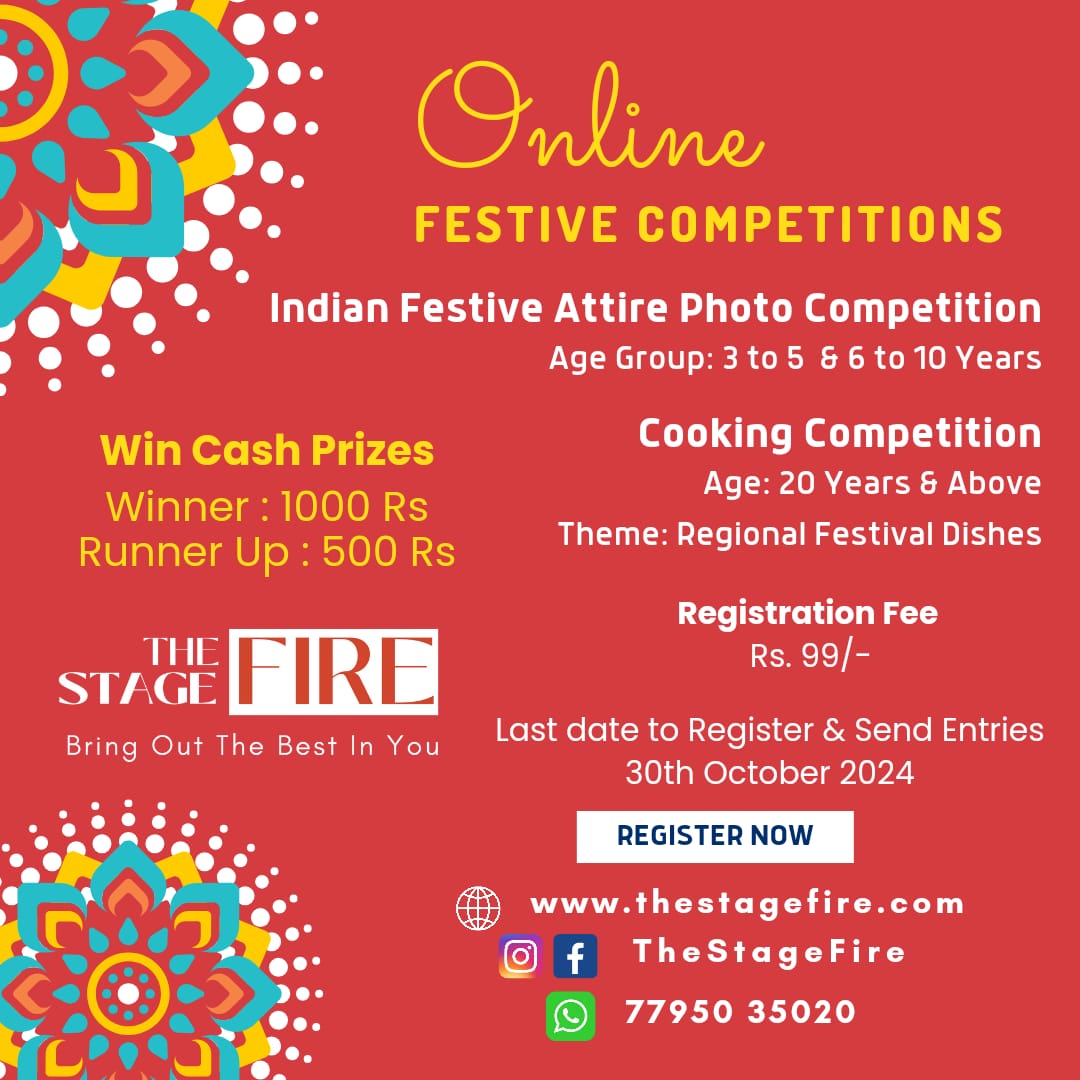 Online
FESTIVE COMPETITIONS
Indian Festive Attire Photo Competition
Age Group: 3 to 5 & 6 to 10 Years
Cooking Competition
Age: 20 Years & Above
Theme: Regional Festival Dishes
Win Cash Prizes
Winner : 1000 Rs
Runner Up : 500 Rs
Registration Fee
Rs. 99/-
THE
STAGE FIRE
Bring Out The Best In You
Last date to Register & Send Entries
30th October 2024
REGISTER NOW
www.thestagefire.com
TheStageFire
77950 35020